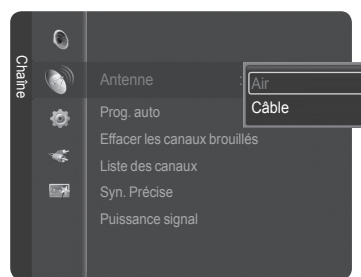 Chaîne
Antenne : Air
Câble
Prog. auto
Effacer les canaux brouillés
Liste des canaux
Syn. Précise
Puissance signal